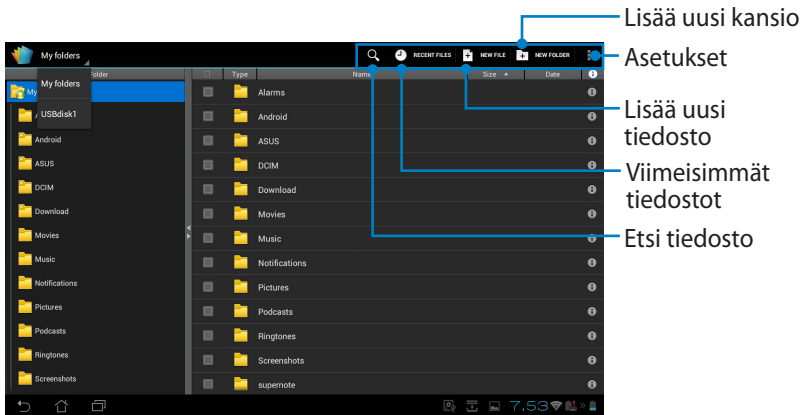 Lisää uusi kansio
My folders
RECENT FILES
NEW FILE
NEW FOLDER
Asetukset
Folder
Type
Name
Size
Date
My folders
USBdisk1
My
A
Android
ASUS
DCIM
Download
Movies
Music
Notifications
Pictures
Podcasts
Ringtones
Screenshots
Alarms
Android
ASUS
DCIM
Download
Movies
Music
Notifications
Pictures
Podcasts
Ringtones
Screenshots
supernote
Lisää uusi
tiedosto
Viimeisimmät
tiedostot
Etsi tiedosto
7.53